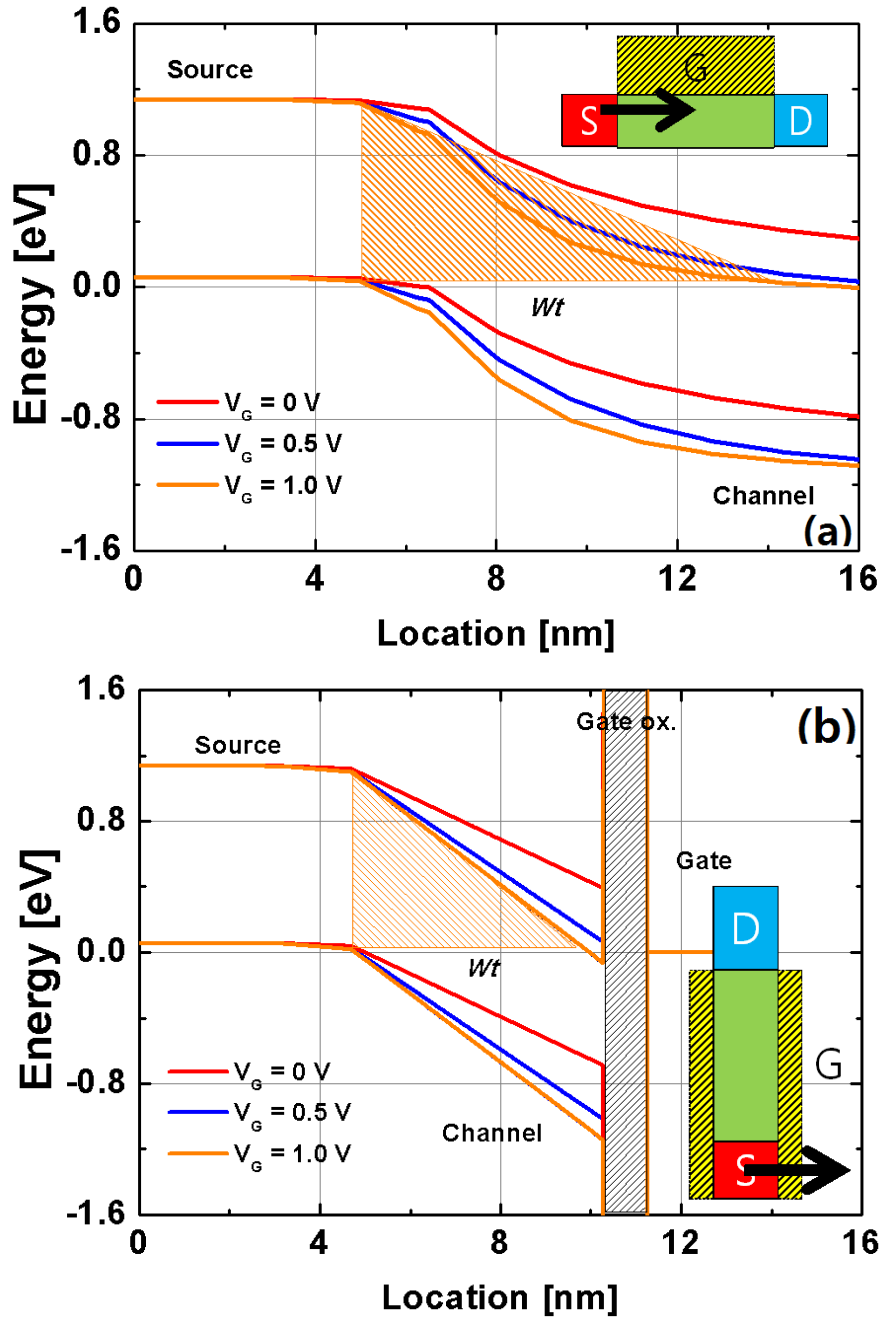 1.6
0.8
0.0
-0.8
-1.6
Energy [eV]
Source
G
S
D
Wt
V_G = 0 V
V_G = 0.5 V
V_G = 1.0 V
Channel
(a)
0
4
8
12
16
Location [nm]
1.6
0.8
0.0
-0.8
-1.6
Energy [eV]
Source
Gate ox.
(b)
Gate
D
G
S
Wt
V_G = 0 V
V_G = 0.5 V
V_G = 1.0 V
Channel
0
4
8
12
16
Location [nm]